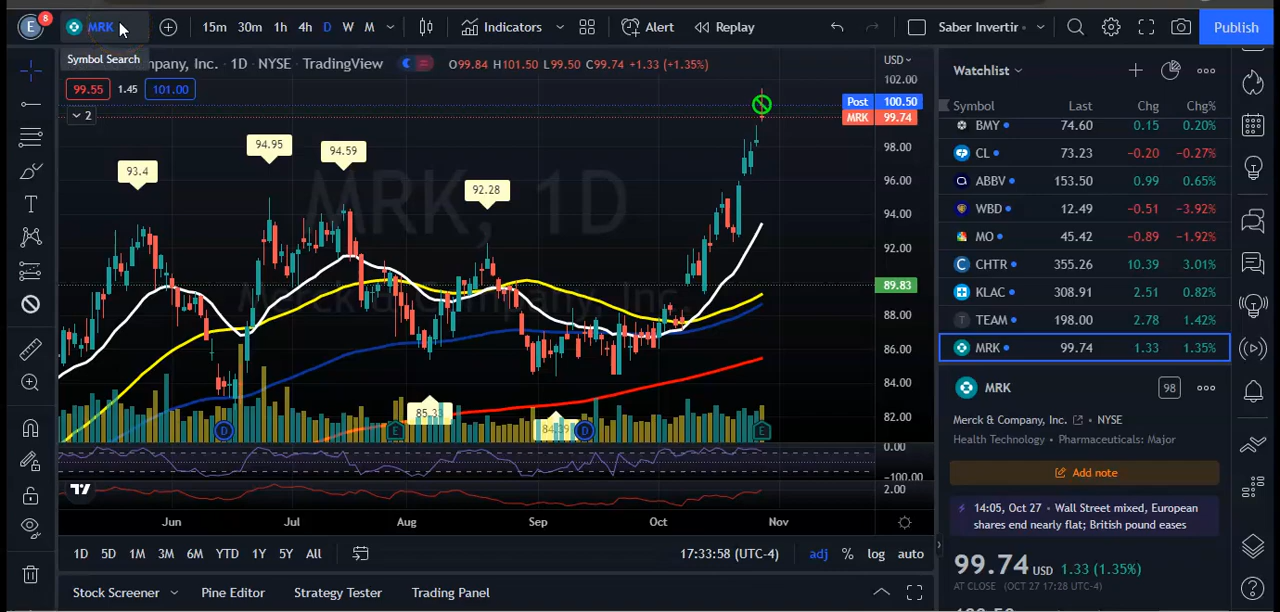 E 8 MRK 15m 30m 1h 4h D W M Indicators Alert Replay Saber Invertir Publish
Symbol Search
mpany, Inc. · 1D · NYSE · TradingView O99.84 H101.50 L99.50 C99.74 +1.33 (+1.35%)
99.55 1.45 101.00
2
USD
102.00
Post 100.50
MRK 99.74
98.00
96.00
94.00
92.00
89.83
88.00
86.00
84.00
82.00
0.00
-100.00
2.00
MRK, 1D
Merck & Company, Inc.
93.4
94.95
94.59
92.28
85.33
84.39
D E D E
Jun Jul Aug Sep Oct Nov
1D 5D 1M 3M 6M YTD 1Y 5Y All 17:33:58 (UTC-4) adj % log auto
Stock Screener Pine Editor Strategy Tester Trading Panel
Watchlist
Symbol Last Chg Chg%
BMY 74.60 0.15 0.20%
CL 73.23 −0.20 −0.27%
ABBV 153.50 0.99 0.65%
WBD 12.49 −0.51 −3.92%
MO 45.42 −0.89 −1.92%
CHTR 355.26 10.39 3.01%
KLAC 308.91 2.51 0.82%
T TEAM 198.00 2.78 1.42%
MRK 99.74 1.33 1.35%
MRK 98
Merck & Company, Inc. · NYSE
Health Technology · Pharmaceuticals: Major
Add note
14:05, Oct 27 · Wall Street mixed, European
shares end nearly flat; British pound eases
99.74 USD 1.33 (1.35%)
AT CLOSE (OCT 27 17:28 UTC-4)